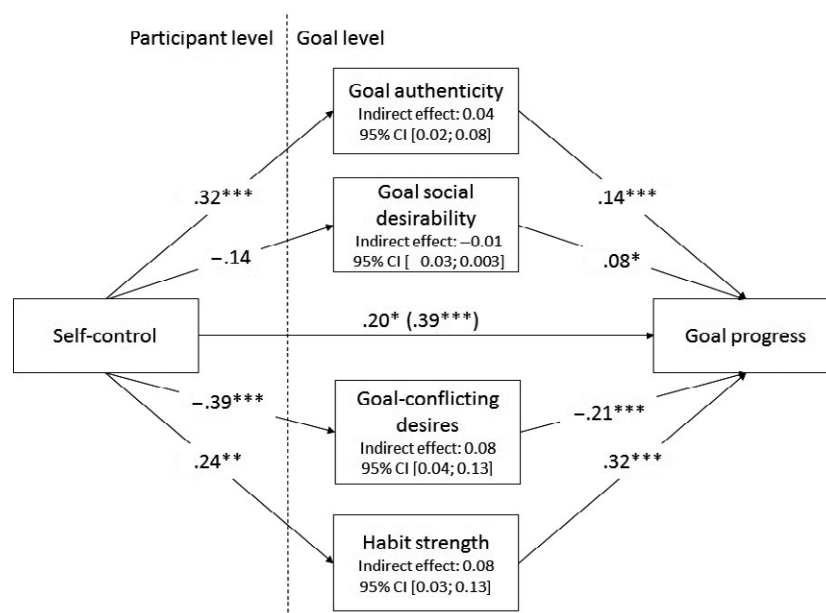 Participant level
Goal level
Goal authenticity
Indirect effect: 0.04
95% CI [0.02; 0.08]
.32***
.14***
Goal social
desirability
Indirect effect: −0.01
95% CI [ 0.03; 0.003]
−.14
.08*
Self-control
.20* (.39***)
Goal progress
−.39***
Goal-conflicting
desires
Indirect effect: 0.08
95% CI [0.04; 0.13]
−.21***
.24**
.32***
Habit strength
Indirect effect: 0.08
95% CI [0.03; 0.13]